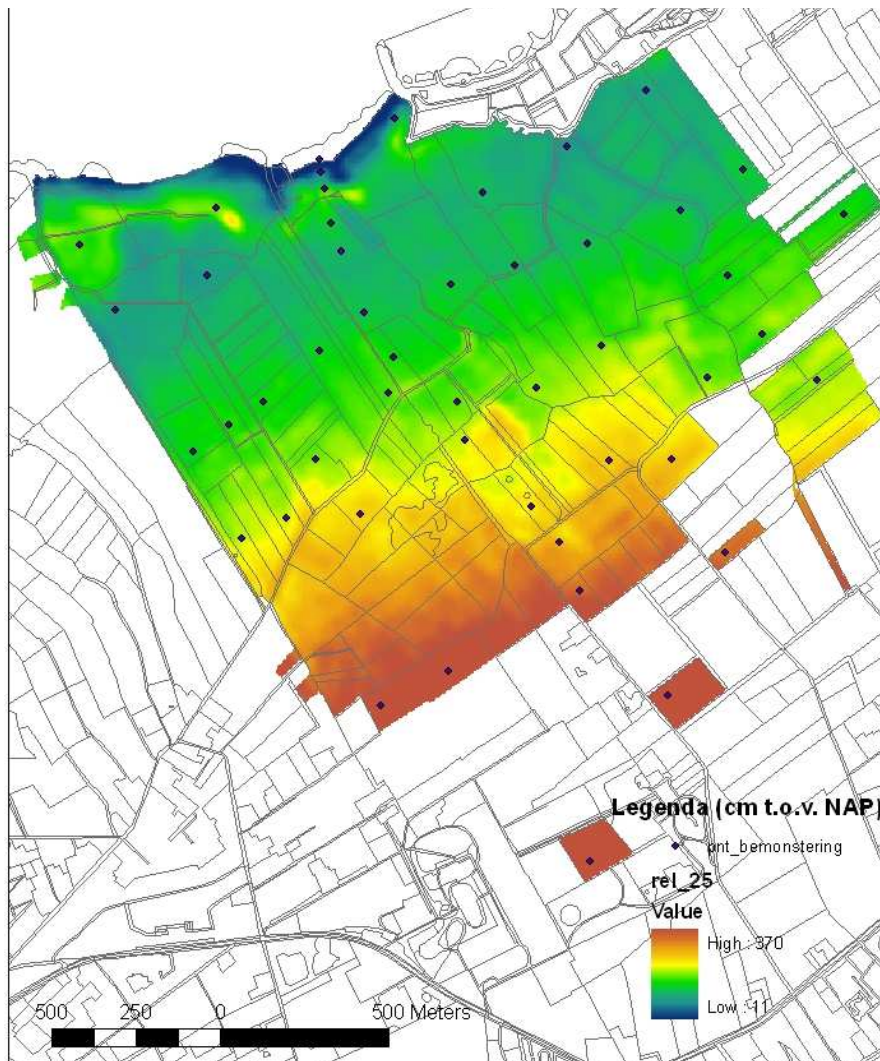 Legenda (cm t.o.v. NAP)
pnt_bemonstering
rel_25
Value
High : 370
Low : 11
500 250 0 500 Meters